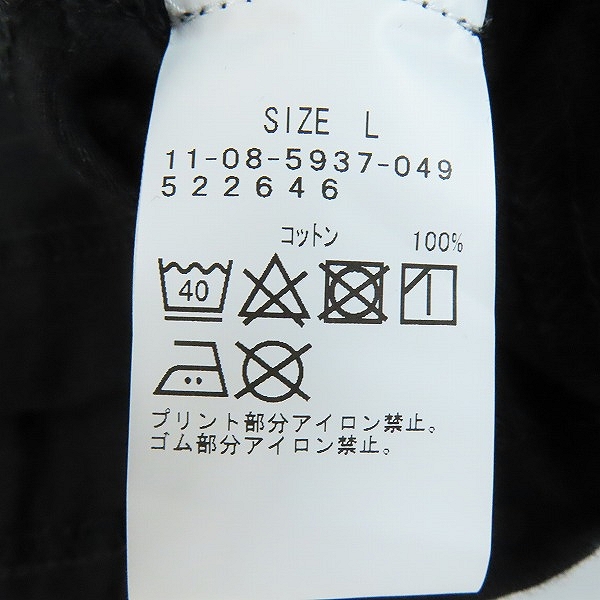 SIZE L
11-08-5937-049
522646
コットン 100%
40
プリント部分アイロン禁止。
ゴム部分アイロン禁止。